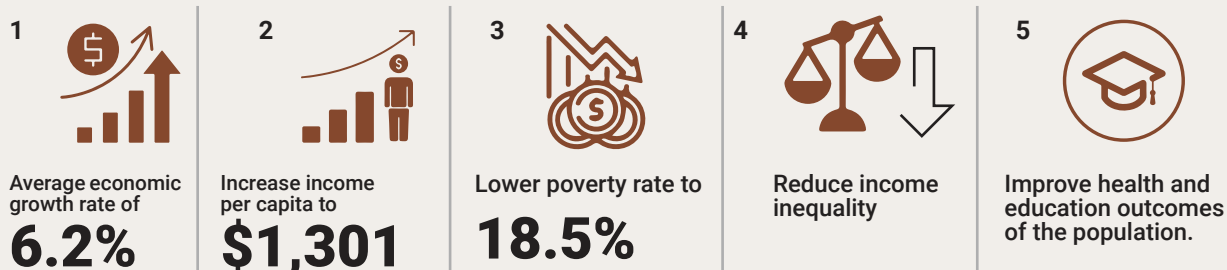 1
Average economic
growth rate of
6.2%
2
Increase income
per capita to
$1,301
3
Lower poverty rate to
18.5%
4
Reduce income
inequality
5
Improve health and
education outcomes
of the population.